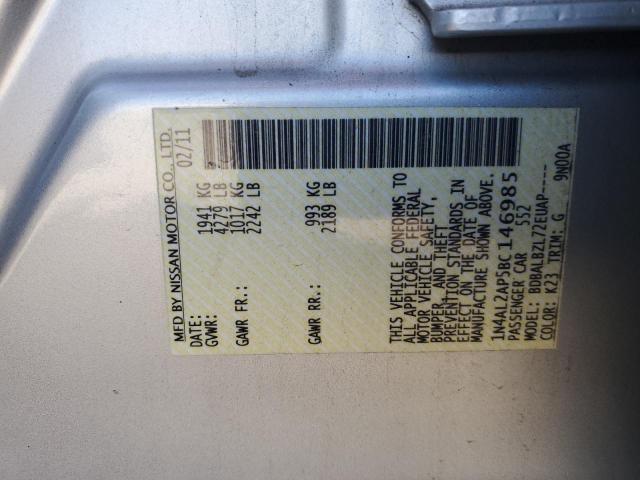 MFD BY NISSAN MOTOR CO., LTD.
DATE: 02/11
GVWR: 1941 KG
4279 LB
GAWR FR: 1017 KG
2242 LB
GAWR RR: 993 KG
2189 LB
THIS VEHICLE CONFORMS TO
ALL APPLICABLE FEDERAL
MOTOR VEHICLE SAFETY,
BUMPER, AND THEFT
PREVENTION STANDARDS IN
EFFECT ON THE DATE OF
MANUFACTURE SHOWN ABOVE.
1N4AL2AP5BC146985
PASSENGER CAR 552
MODEL: BDBALBZL72EUAP-----
COLOR: K23 TRIM: G 9N00A